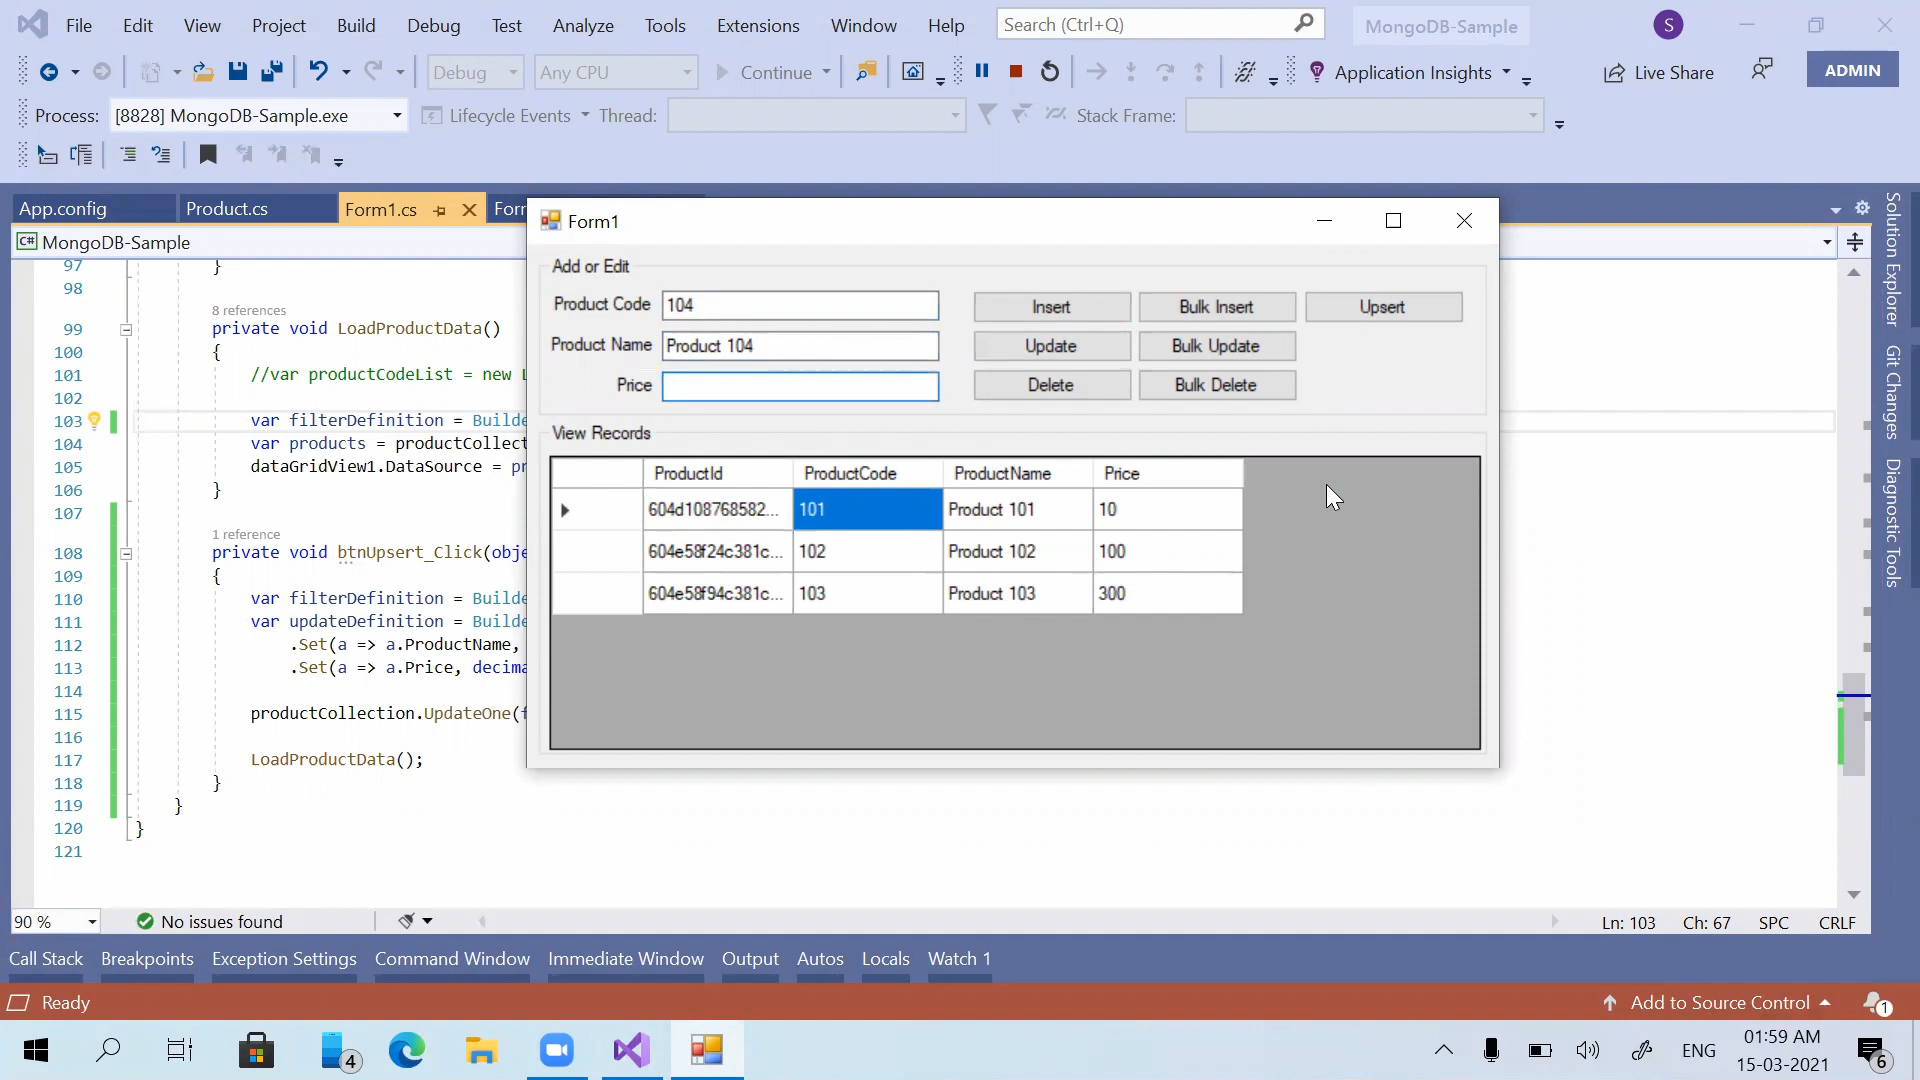 File Edit View Project Build Debug Test Analyze Tools Extensions Window Help Search (Ctrl+Q) MongoDB-Sample S
Debug Any CPU Continue Application Insights Live Share ADMIN
Process: [8828] MongoDB-Sample.exe Lifecycle Events Thread: Stack Frame:
App.config Product.cs Form1.cs For
C# MongoDB-Sample
Form1
Add or Edit
Product Code 104 Insert Bulk Insert Upsert
Product Name Product 104 Update Bulk Update
Price Delete Bulk Delete
View Records
ProductId ProductCode ProductName Price
604d108768582... 101 Product 101 10
604e58f24c381c... 102 Product 102 100
604e58f94c381c... 103 Product 103 300
97 }
98
8 references
99 private void LoadProductData()
100 {
101 //var productCodeList = new L
102
103 var filterDefinition = Builde
104 var products = productCollect
105 dataGridView1.DataSource = pr
106 }
107
1 reference
108 private void btnUpsert_Click(obje
109 {
110 var filterDefinition = Builde
111 var updateDefinition = Builde
112 .Set(a => a.ProductName,
113 .Set(a => a.Price, decima
114
115 productCollection.UpdateOne(f
116
117 LoadProductData();
118 }
119 }
120 }
121
Solution Explorer
Git Changes
Diagnostic Tools
90 % No issues found Ln: 103 Ch: 67 SPC CRLF
Call Stack Breakpoints Exception Settings Command Window Immediate Window Output Autos Locals Watch 1
Ready Add to Source Control 1
4 ENG 01:59 AM
15-03-2021 6